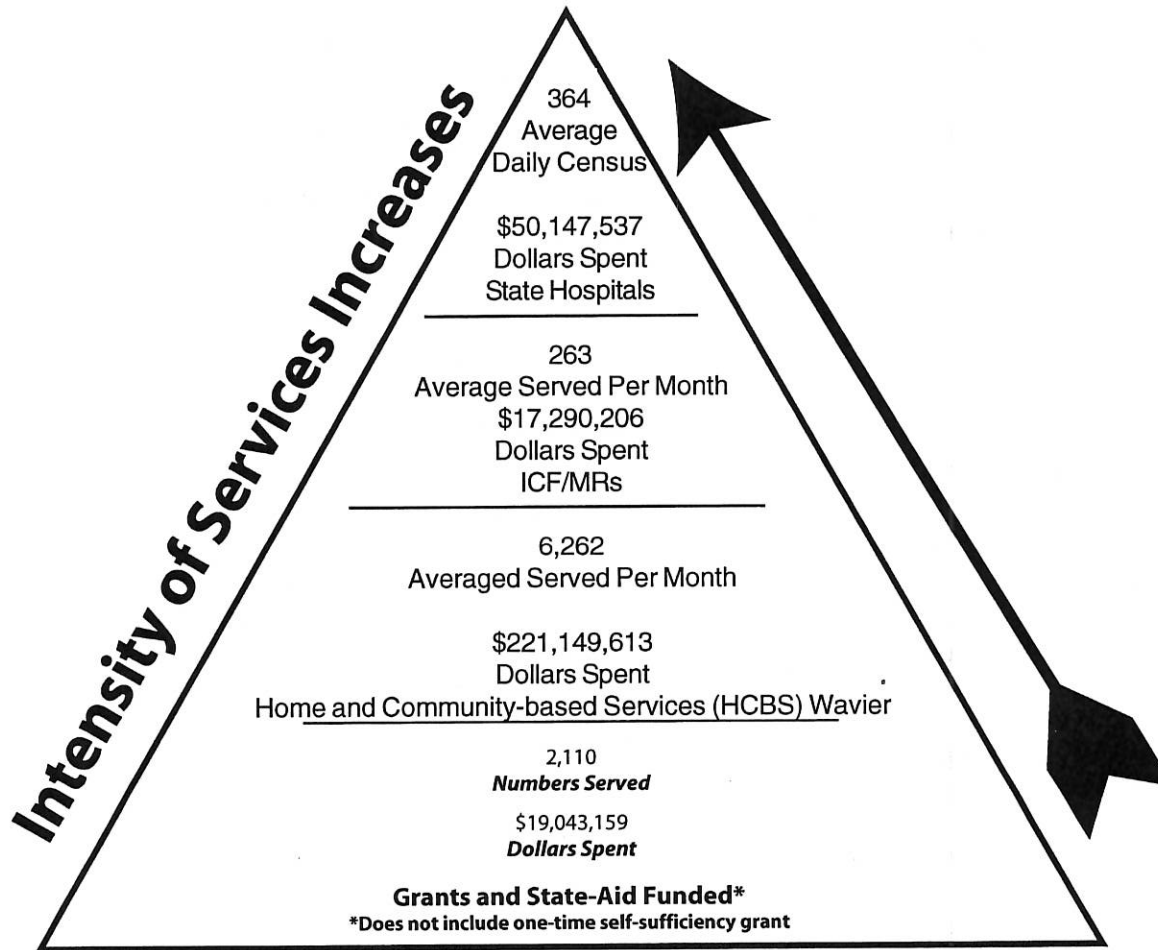 Intensity of Services Increases
364
Average
Daily Census
$50,147,537
Dollars Spent
State Hospitals
263
Average Served Per Month
$17,290,206
Dollars Spent
ICF/MRs
6,262
Averaged Served Per Month
$221,149,613
Dollars Spent
Home and Community-based Services (HCBS) Wavier
2,110
Numbers Served
$19,043,159
Dollars Spent
Grants and State-Aid Funded*
*Does not include one-time self-sufficiency grant